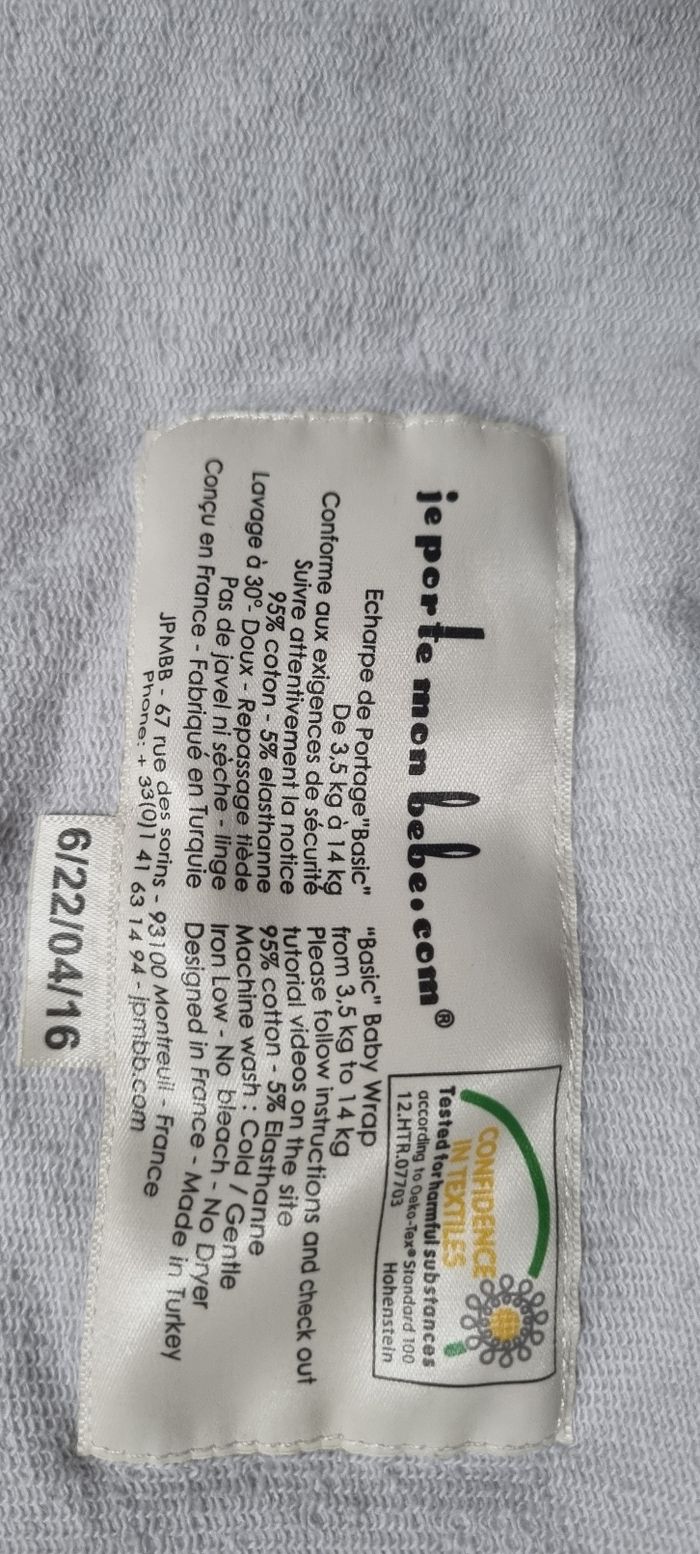 je porte mon bebe.com®
CONFIDENCE
IN TEXTILES
Tested for harmful substances
according to Oeko-Tex® Standard 100
12.HTR.07703 Hohenstein
Echarpe de Portage"Basic"
De 3,5 kg à 14 kg
Conforme aux exigences de sécurité
Suivre attentivement la notice
95% coton - 5% elasthanne
Lavage à 30°- Doux - Repassage tiède
Pas de javel ni sèche - linge
Conçu en France - Fabriqué en Turquie
"Basic" Baby Wrap
from 3,5 kg to 14 kg
Please follow instructions and check out
tutorial videos on the site
95% cotton - 5% Elasthanne
Machine wash : Cold / Gentle
Iron Low - No bleach - No Dryer
Designed in France - Made in Turkey
JPMBB - 67 rue des sorins - 93100 Montreuil - France
Phone: + 33(0)1 41 63 14 94 - jpmbb.com
6/22/04/16